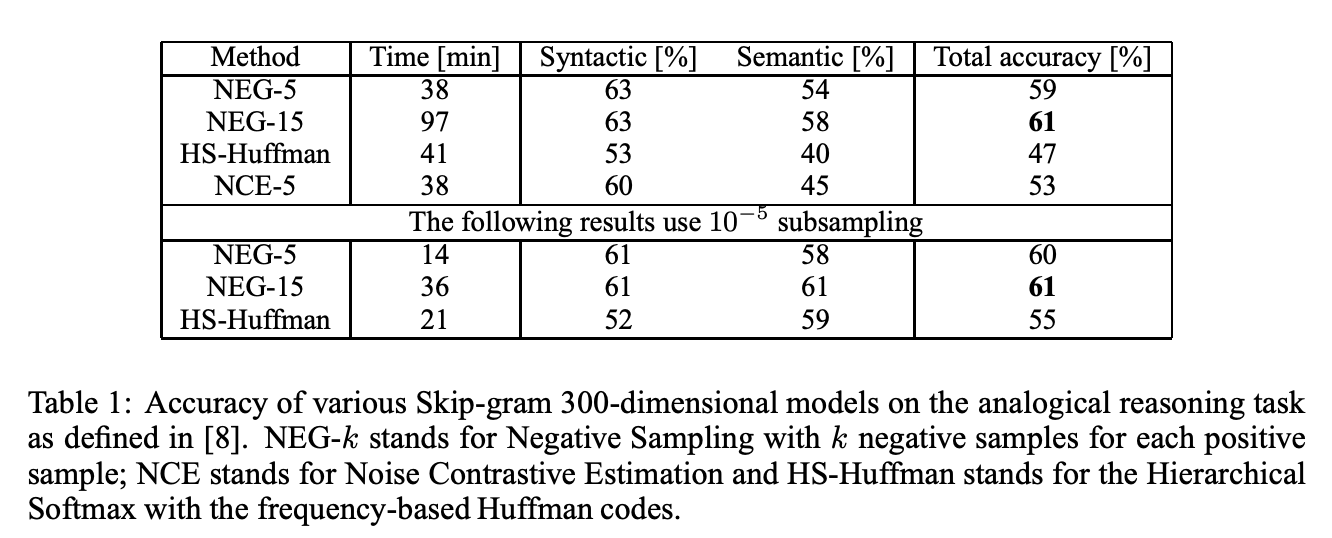 Method Time [min] Syntactic [%] Semantic [%] Total accuracy [%]
NEG-5 38 63 54 59
NEG-15 97 63 58 61
HS-Huffman 41 53 40 47
NCE-5 38 60 45 53
The following results use 10⁻⁵ subsampling
NEG-5 14 61 58 60
NEG-15 36 61 61 61
HS-Huffman 21 52 59 55
Table 1: Accuracy of various Skip-gram 300-dimensional models on the analogical reasoning task
as defined in [8]. NEG-k stands for Negative Sampling with k negative samples for each positive
sample; NCE stands for Noise Contrastive Estimation and HS-Huffman stands for the Hierarchical
Softmax with the frequency-based Huffman codes.